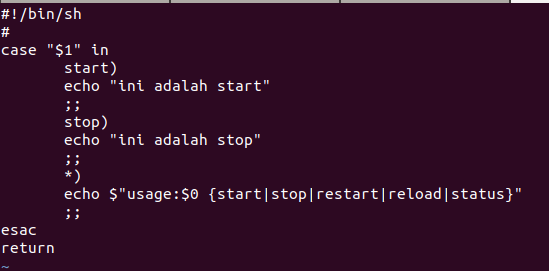 #!/bin/sh
#
case "$1" in
start)
echo "ini adalah start"
;;
stop)
echo "ini adalah stop"
;;
*)
echo $"usage:$0 {start|stop|restart|reload|status}"
;;
esac
return
~